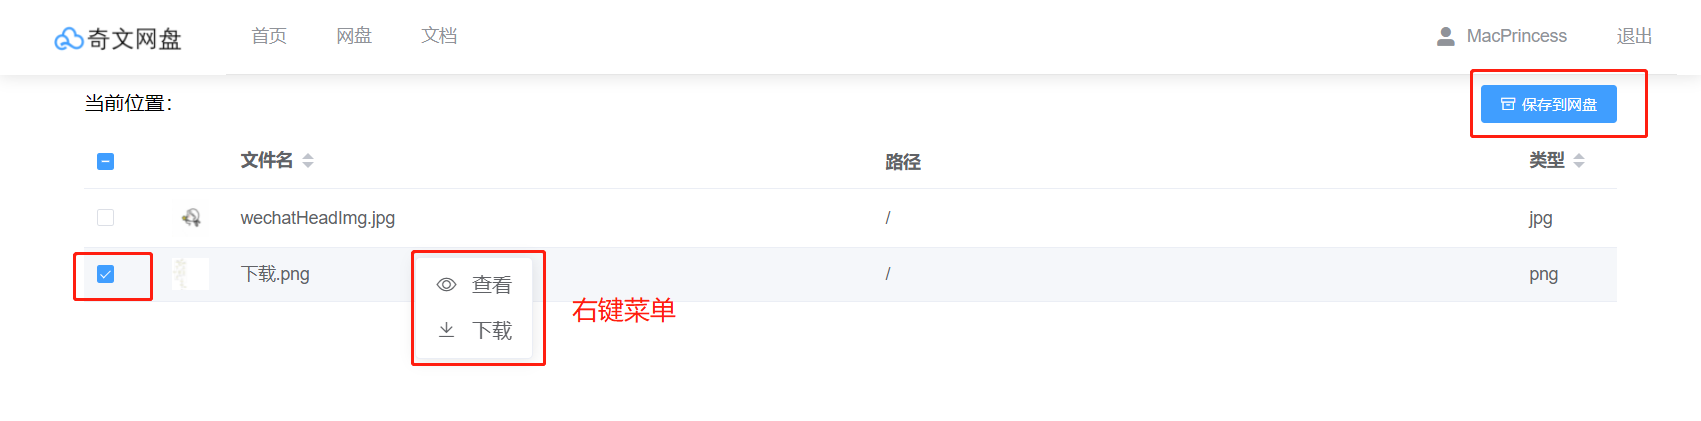 奇文网盘 首页 网盘 文档 MacPrincess 退出
当前位置： 保存到网盘
文件名 路径 类型
wechatHeadImg.jpg / jpg
下载.png / png
查看
右键菜单
下载